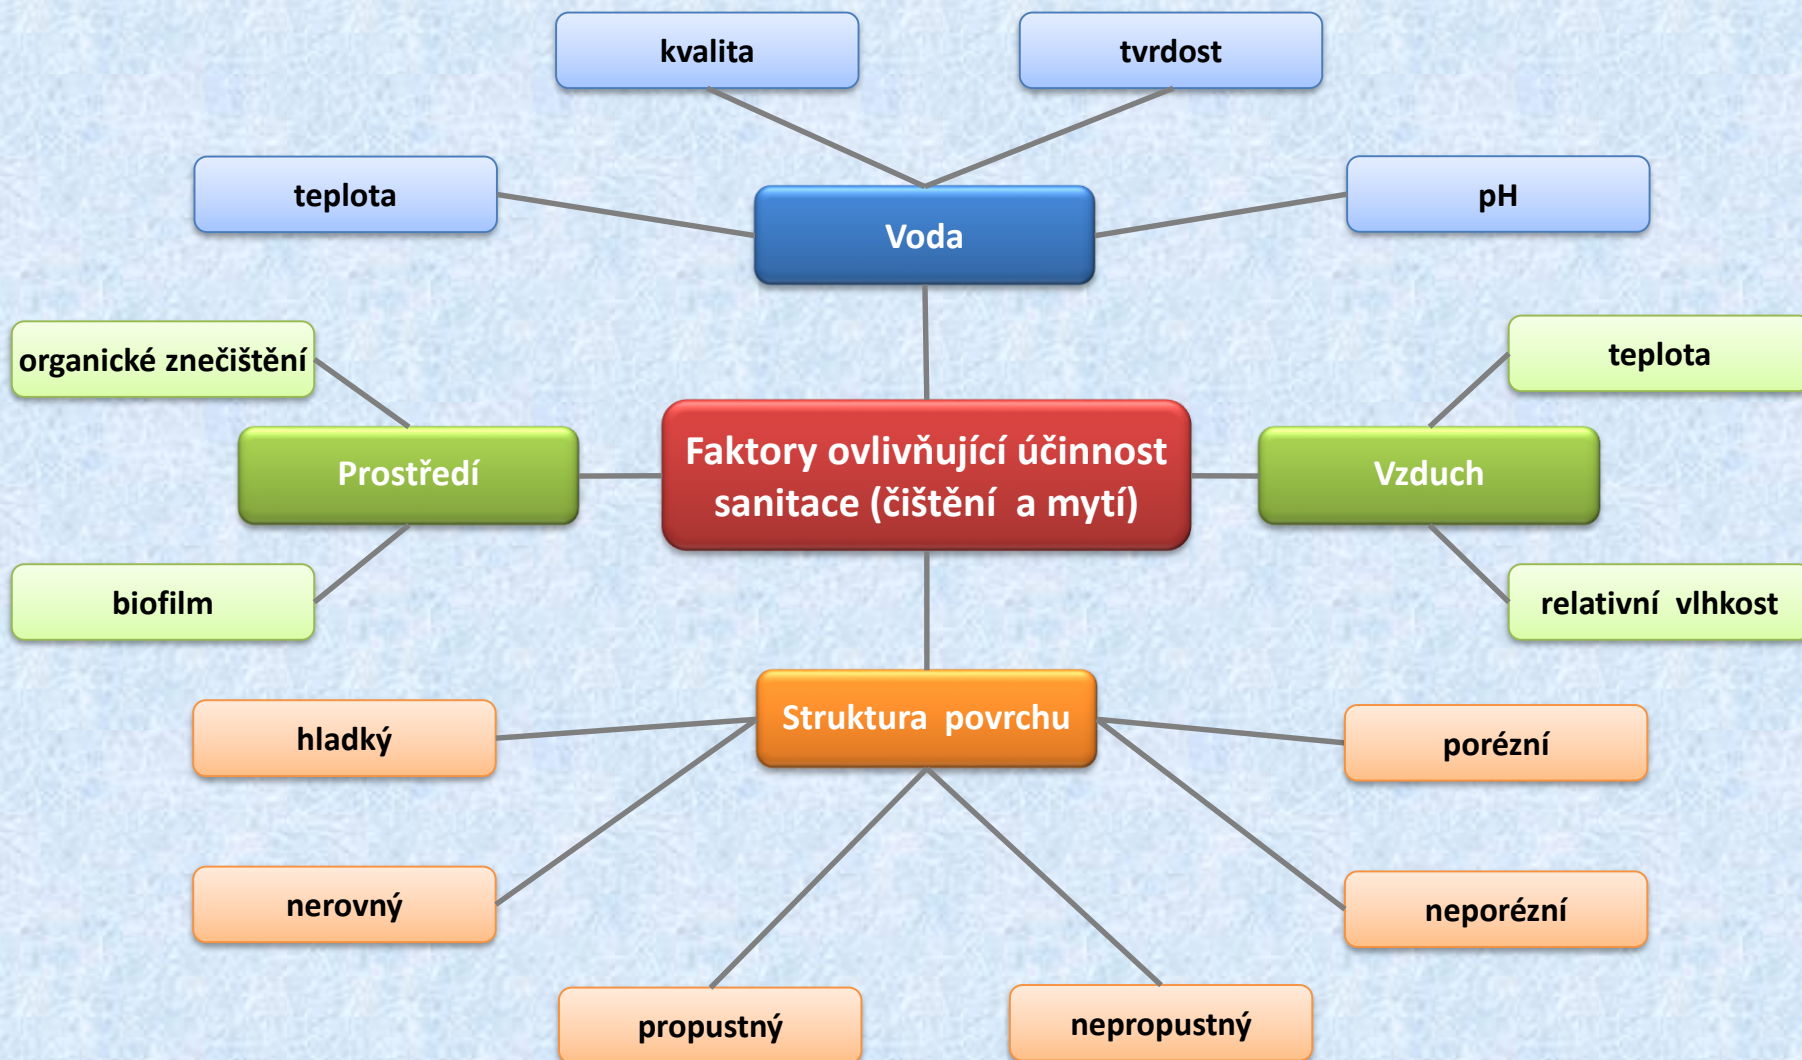 kvalita
tvrdost
teplota
pH
Voda
organické znečištění
teplota
Prostředí
Faktory ovlivňující účinnost
sanitace (čištění  a mytí)
Vzduch
biofilm
relativní  vlhkost
hladký
Struktura  povrchu
porézní
nerovný
neporézní
propustný
nepropustný